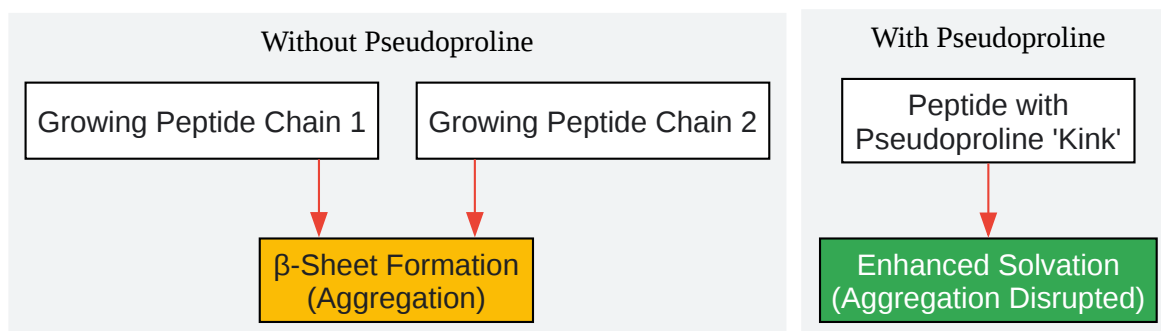 Without Pseudoproline
Growing Peptide Chain 1
Growing Peptide Chain 2
β-Sheet Formation
(Aggregation)
With Pseudoproline
Peptide with
Pseudoproline 'Kink'
Enhanced Solvation
(Aggregation Disrupted)